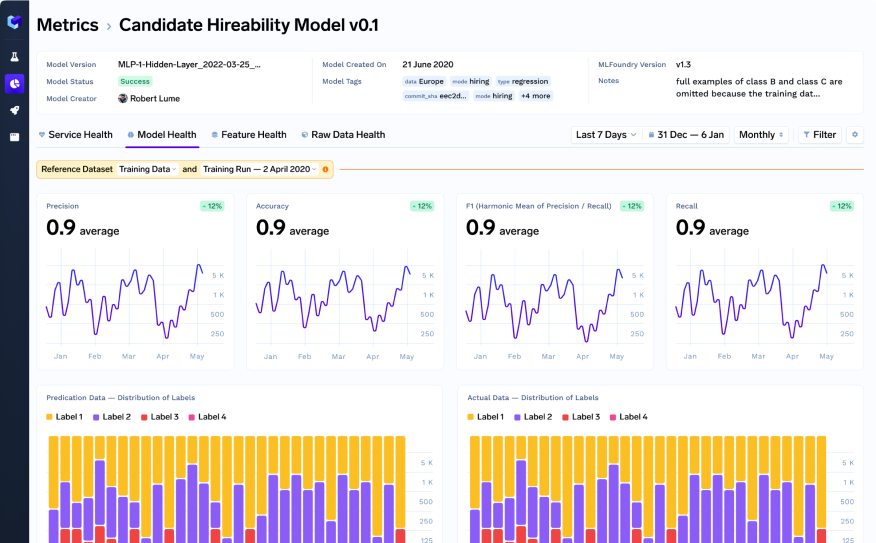 Metrics › Candidate Hireability Model v0.1
Model Version MLP-1-Hidden-Layer_2022-03-25_...
Model Status Success
Model Creator Robert Lume
Model Created On 21 June 2020
Model Tags data Europe mode hiring type regression
commit_sha eec2d... mode hiring +4 more
MLFoundry Version v1.3
Notes full examples of class B and class C are
omitted because the training dat...
Service Health Model Health Feature Health Raw Data Health
Last 7 Days 31 Dec — 6 Jan Monthly Filter
Reference Dataset Training Data and Training Run — 2 April 2020
Precision 12%
0.9 average
5 K
1 K
500
250
Jan Feb Mar Apr May
Accuracy 12%
0.9 average
5 K
1 K
500
250
Jan Feb Mar Apr May
F1 (Harmonic Mean of Precision / Recall) 12%
0.9 average
5 K
1 K
500
250
Jan Feb Mar Apr May
Recall 12%
0.9 average
5 K
1 K
500
250
Jan Feb Mar Apr May
Predication Data — Distribution of Labels
Label 1 Label 2 Label 3 Label 4
5 K
1 K
500
250
125
Actual Data — Distribution of Labels
Label 1 Label 2 Label 3 Label 4
5 K
1 K
500
250
125